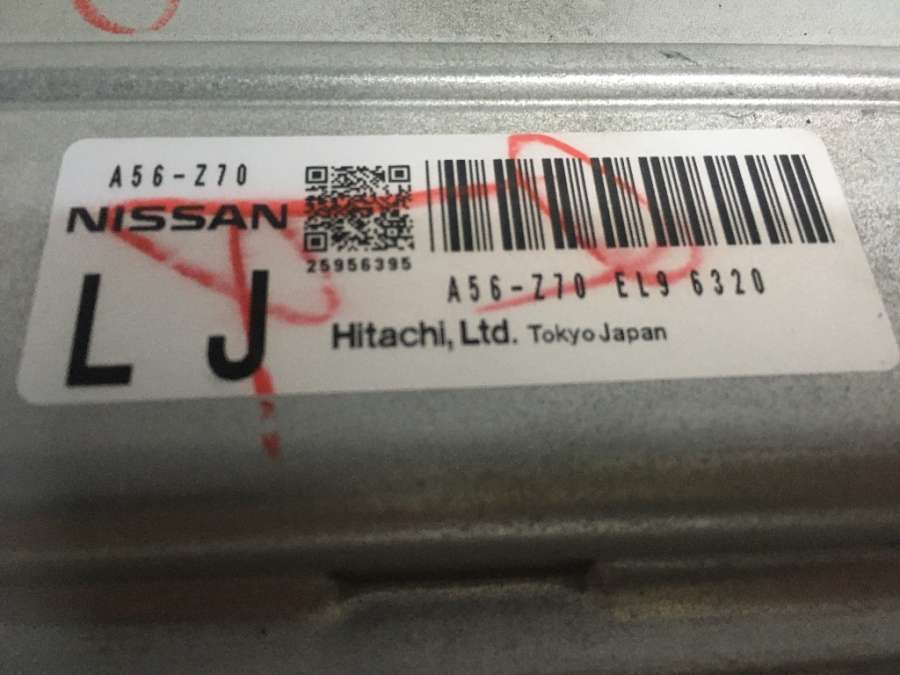 A56-Z70
NISSAN
25956395
L J
A56-Z70 EL9 6320
Hitachi, Ltd. Tokyo Japan